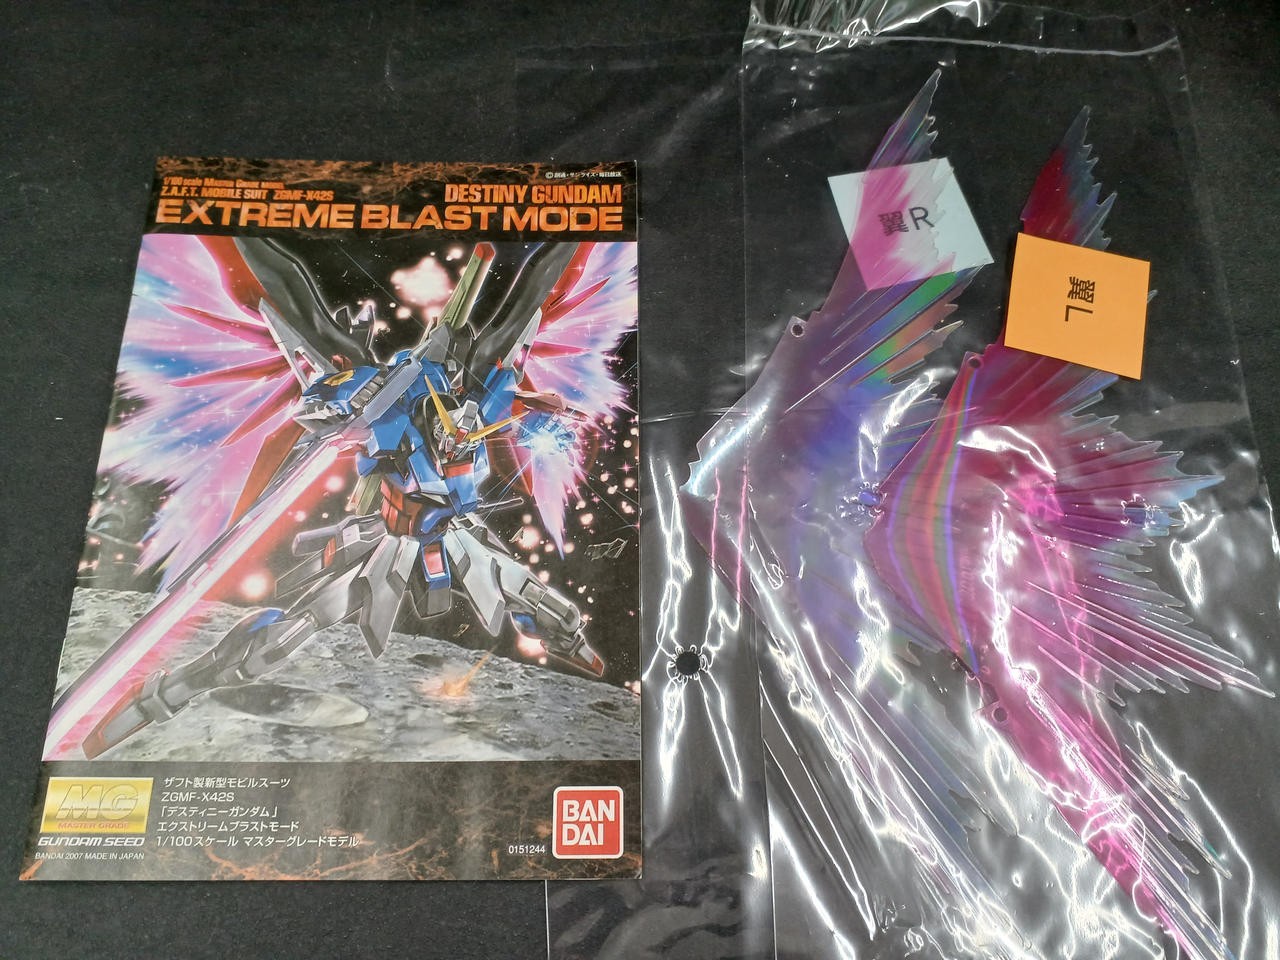 1/100 scale Master Grade model
Z.A.F.T. MOBILE SUIT ZGMF-X42S
©創通・サンライズ・毎日放送
DESTINY GUNDAM
EXTREME BLAST MODE
MG
MASTER GRADE
GUNDAM SEED
BANDAI 2007 MADE IN JAPAN
ザフト製新型モビルスーツ
ZGMF-X42S
「デスティニーガンダム」
エクストリームブラストモード
1/100スケール マスターグレードモデル
0151244
BAN
DAI
翼R
翼L